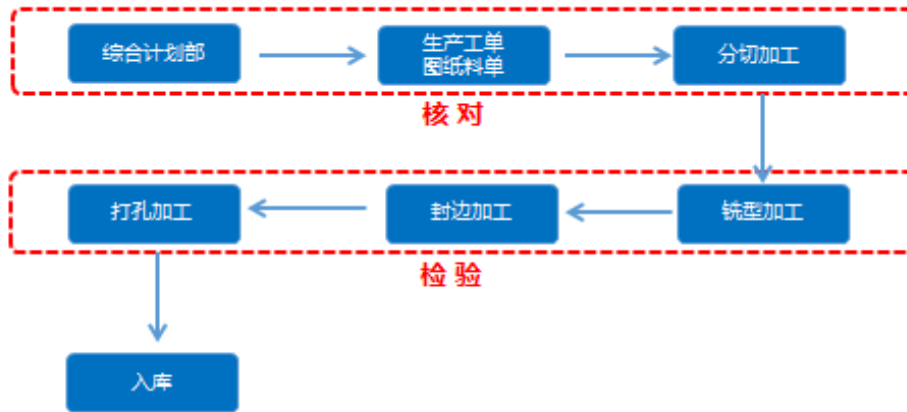 综合计划部
生产工单
图纸料单
分切加工
核对
打孔加工
封边加工
铣型加工
检验
入库